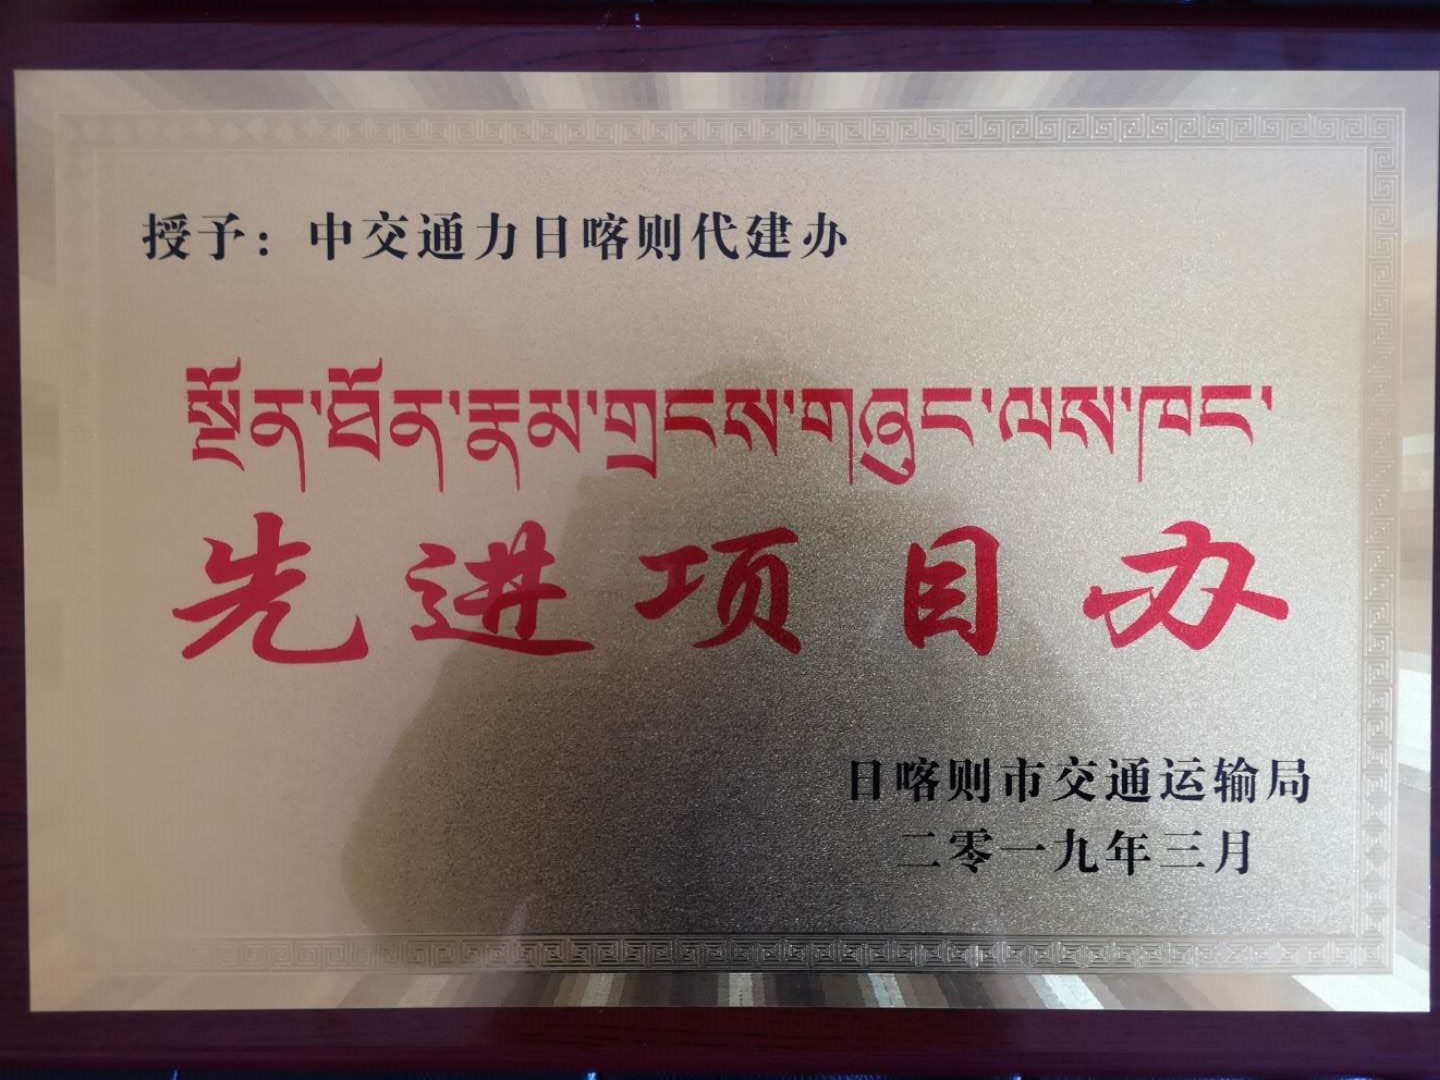 授予：中交通力日喀则代建办
སྔོན་ཐོན་རྣམ་གྲངས་གཞུང་ལས་ཁང་
先进项目办
日喀则市交通运输局
二零一九年三月